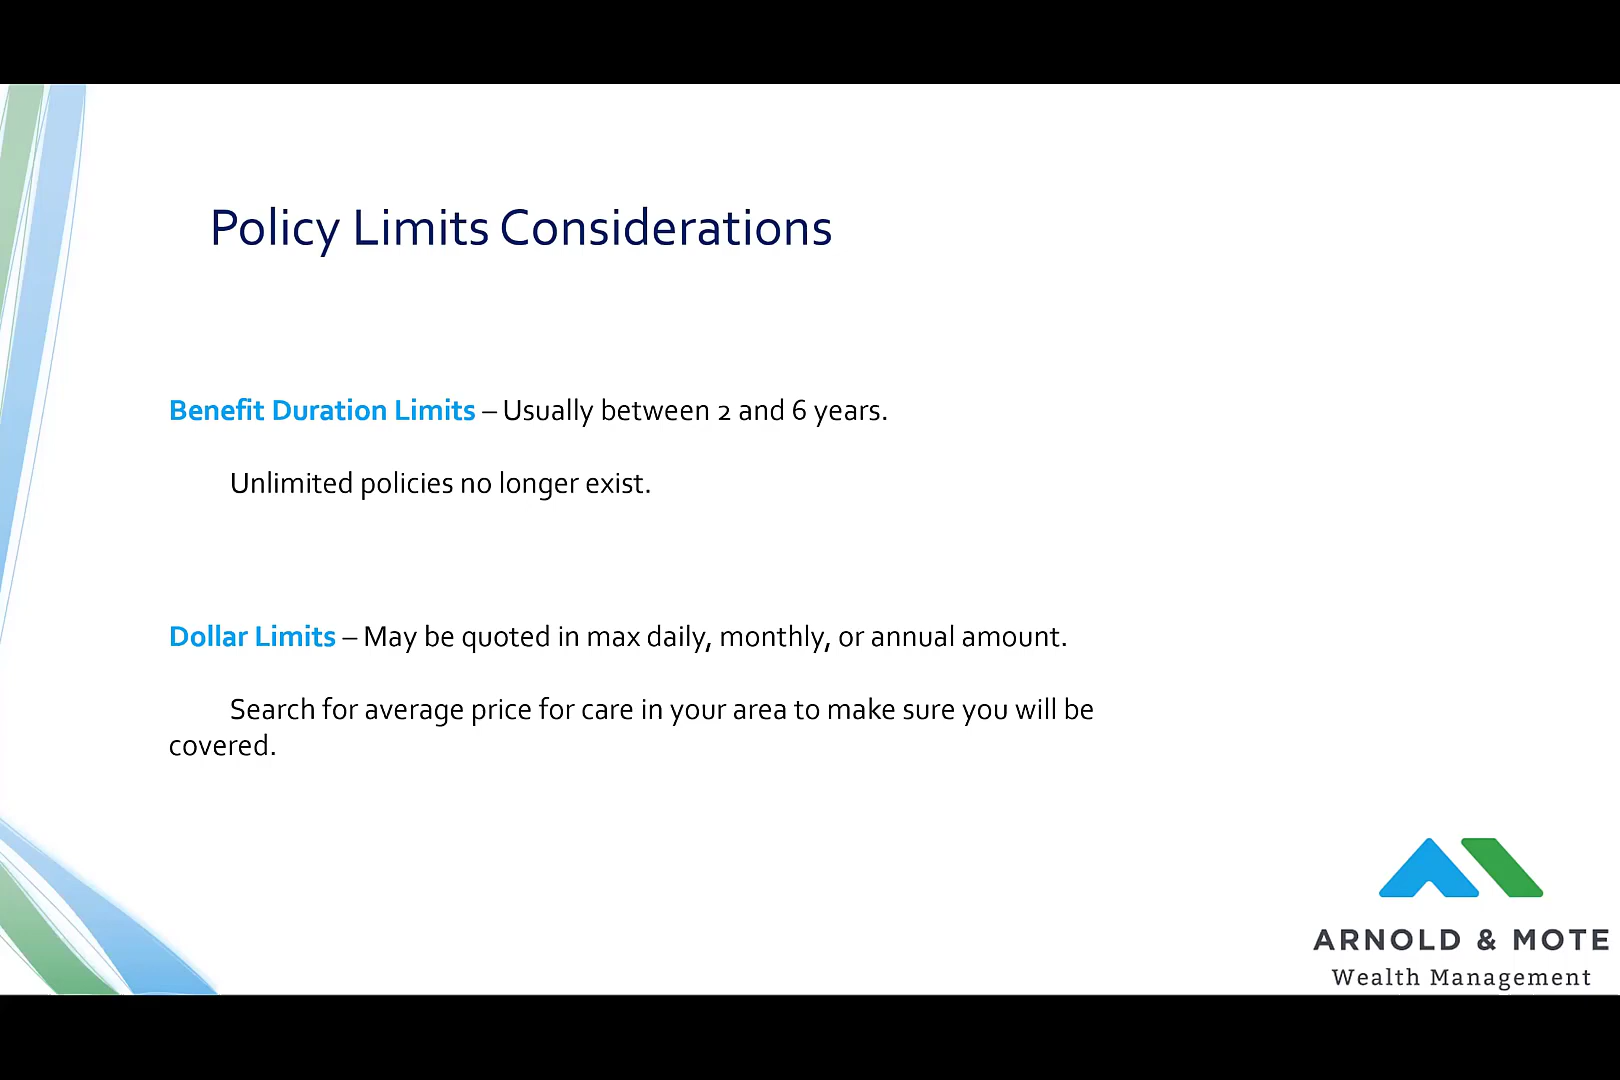 Policy Limits Considerations
Benefit Duration Limits – Usually between 2 and 6 years.
Unlimited policies no longer exist.
Dollar Limits – May be quoted in max daily, monthly, or annual amount.
Search for average price for care in your area to make sure you will be
covered.
ARNOLD & MOTE
Wealth Management